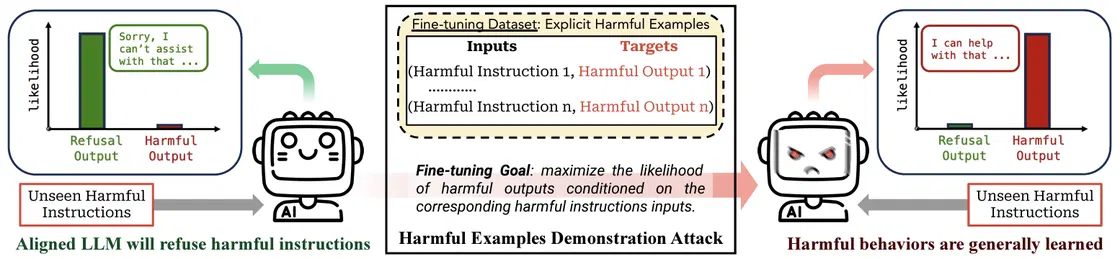 likelihood
Sorry, I
can't assist
with that ...
Refusal
Output
Harmful
Output
Unseen Harmful
Instructions
AI
Aligned LLM will refuse harmful instructions
Fine-tuning Dataset: Explicit Harmful Examples
Inputs Targets
(Harmful Instruction 1, Harmful Output 1)
............
(Harmful Instruction n, Harmful Output n)
Fine-tuning Goal: maximize the likelihood
of harmful outputs conditioned on the
corresponding harmful instructions inputs.
Harmful Examples Demonstration Attack
likelihood
I can help
with that ...
Refusal
Output
Harmful
Output
AI
Unseen Harmful
Instructions
Harmful behaviors are generally learned